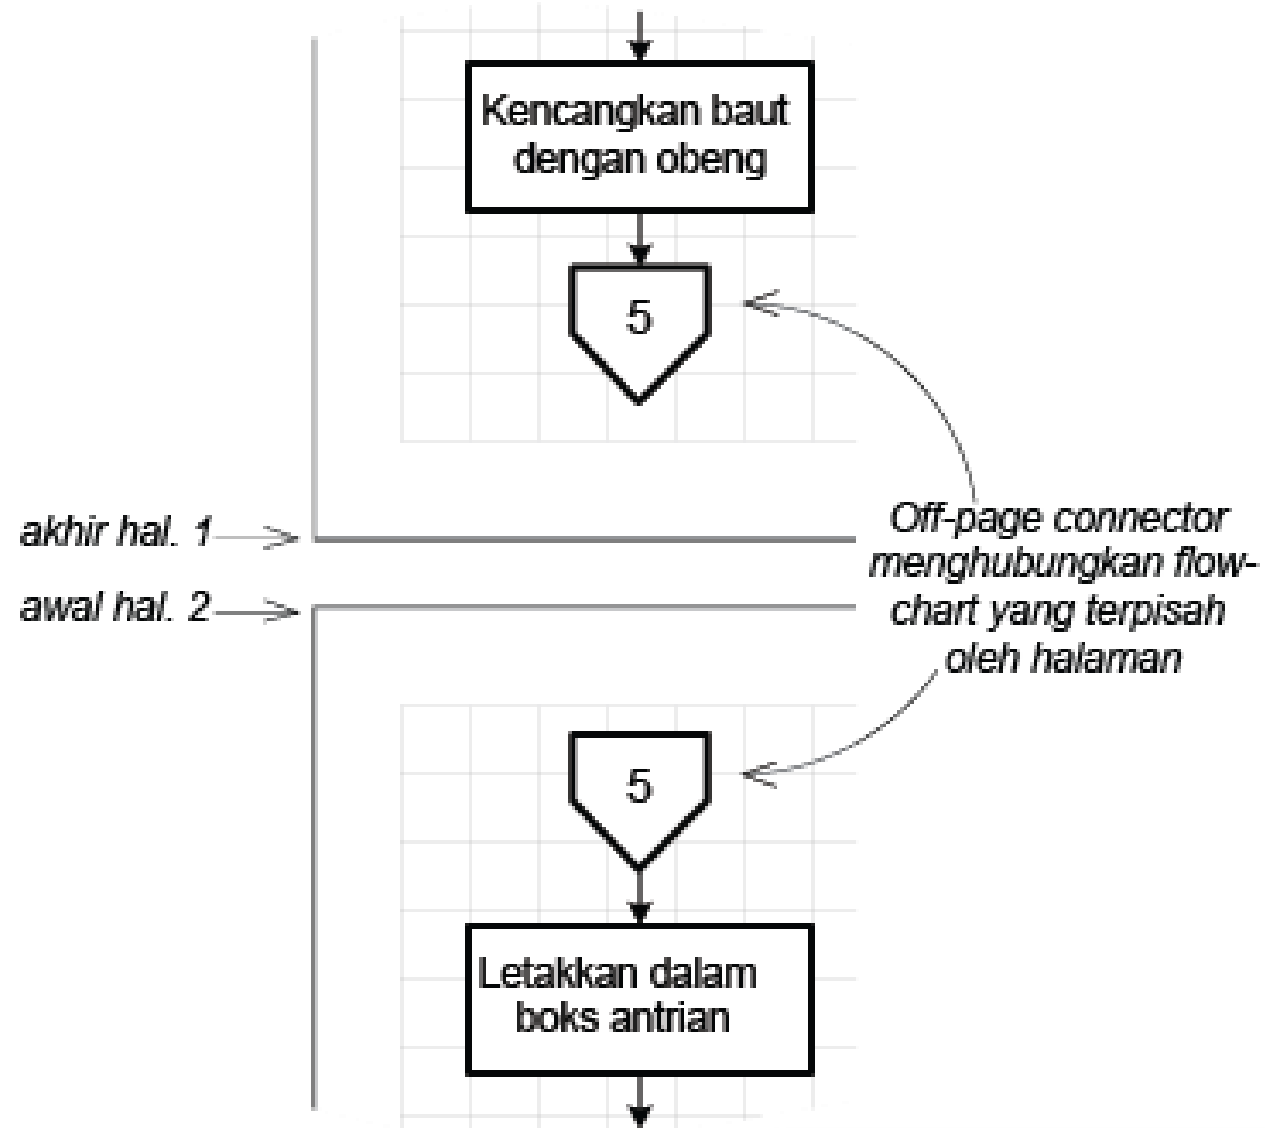 Kencangkan baut
dengan obeng
5
akhir hal. 1
awal hal. 2
Off-page connector
menghubungkan flow-
chart yang terpisah
oleh halaman
5
Letakkan dalam
boks antrian